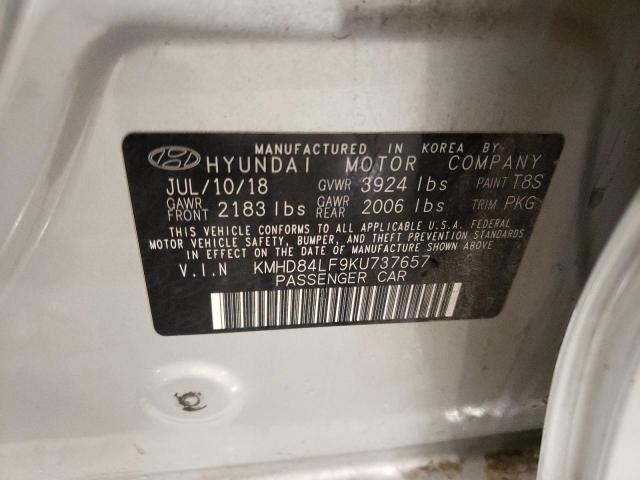 MANUFACTURED IN KOREA BY
HYUNDAI MOTOR COMPANY
JUL/10/18 GVWR 3924 lbs PAINT T8S
GAWR FRONT 2183 lbs GAWR REAR 2006 lbs TRIM PKG
THIS VEHICLE CONFORMS TO ALL APPLICABLE U.S.A. FEDERAL
MOTOR VEHICLE SAFETY, BUMPER, AND THEFT PREVENTION STANDARDS
IN EFFECT ON THE DATE OF MANUFACTURE SHOWN ABOVE.
V.I.N KMHD84LF9KU737657
PASSENGER CAR